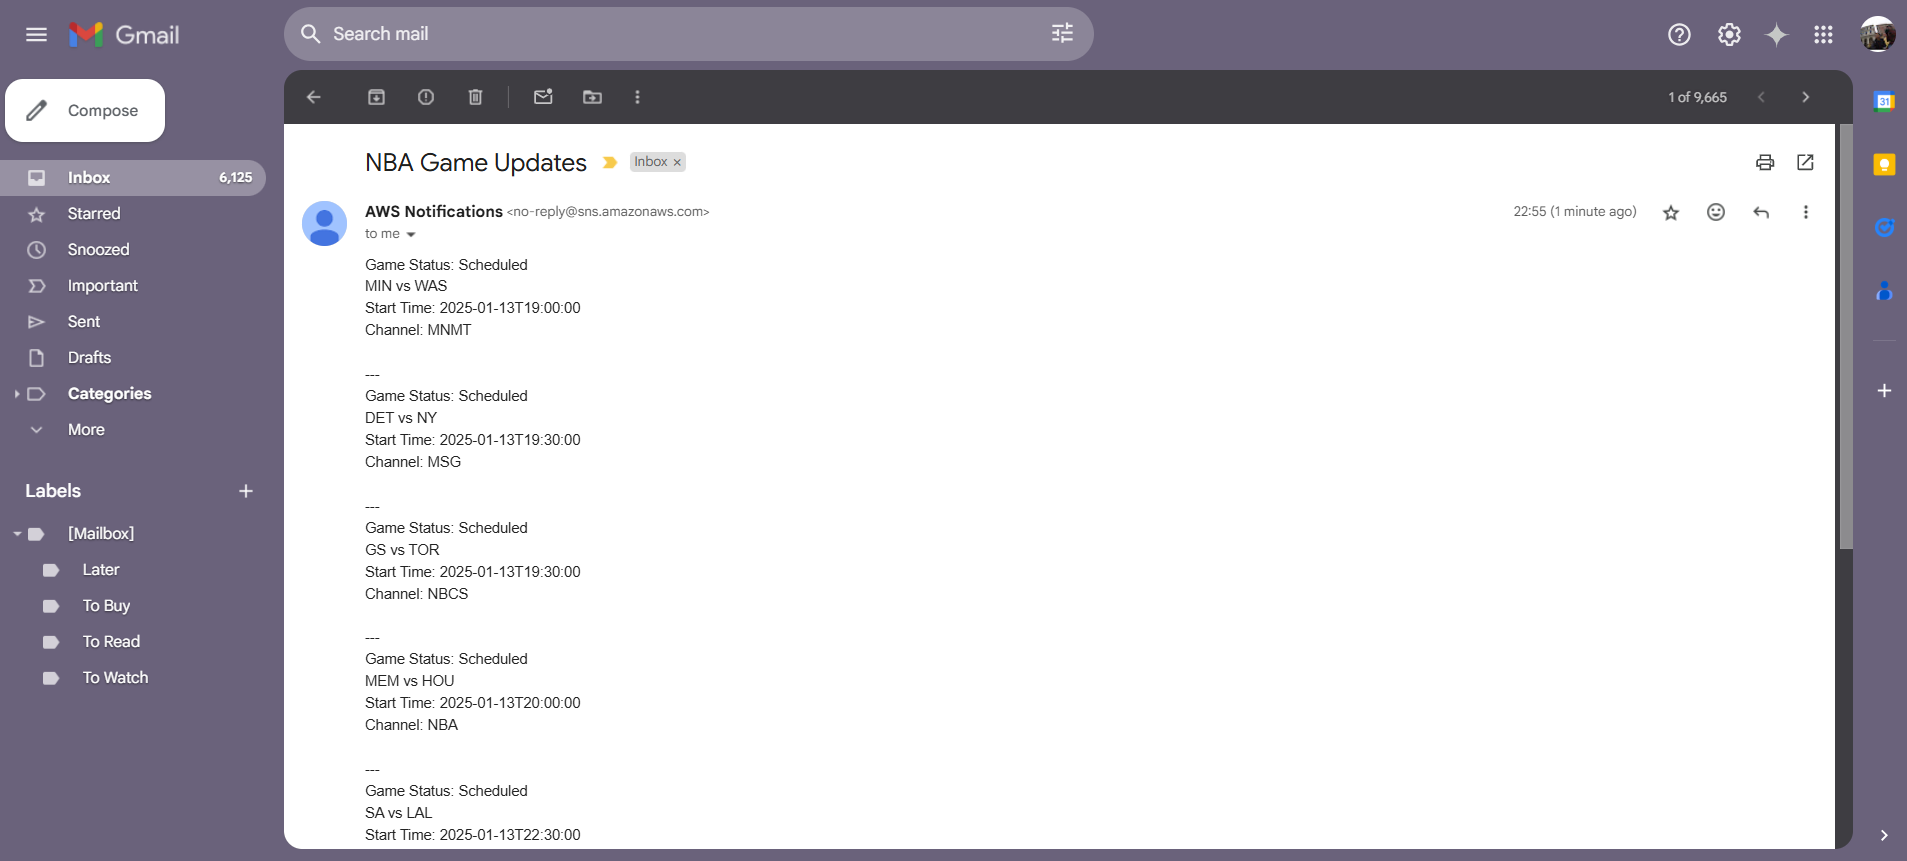 Gmail
Search mail
Compose
Inbox 6,125
Starred
Snoozed
Important
Sent
Drafts
Categories
More
Labels
[Mailbox]
Later
To Buy
To Read
To Watch
1 of 9,665
NBA Game Updates Inbox ×
AWS Notifications <no-reply@sns.amazonaws.com> 22:55 (1 minute ago)
to me
Game Status: Scheduled
MIN vs WAS
Start Time: 2025-01-13T19:00:00
Channel: MNMT
---
Game Status: Scheduled
DET vs NY
Start Time: 2025-01-13T19:30:00
Channel: MSG
---
Game Status: Scheduled
GS vs TOR
Start Time: 2025-01-13T19:30:00
Channel: NBCS
---
Game Status: Scheduled
MEM vs HOU
Start Time: 2025-01-13T20:00:00
Channel: NBA
---
Game Status: Scheduled
SA vs LAL
Start Time: 2025-01-13T22:30:00
31